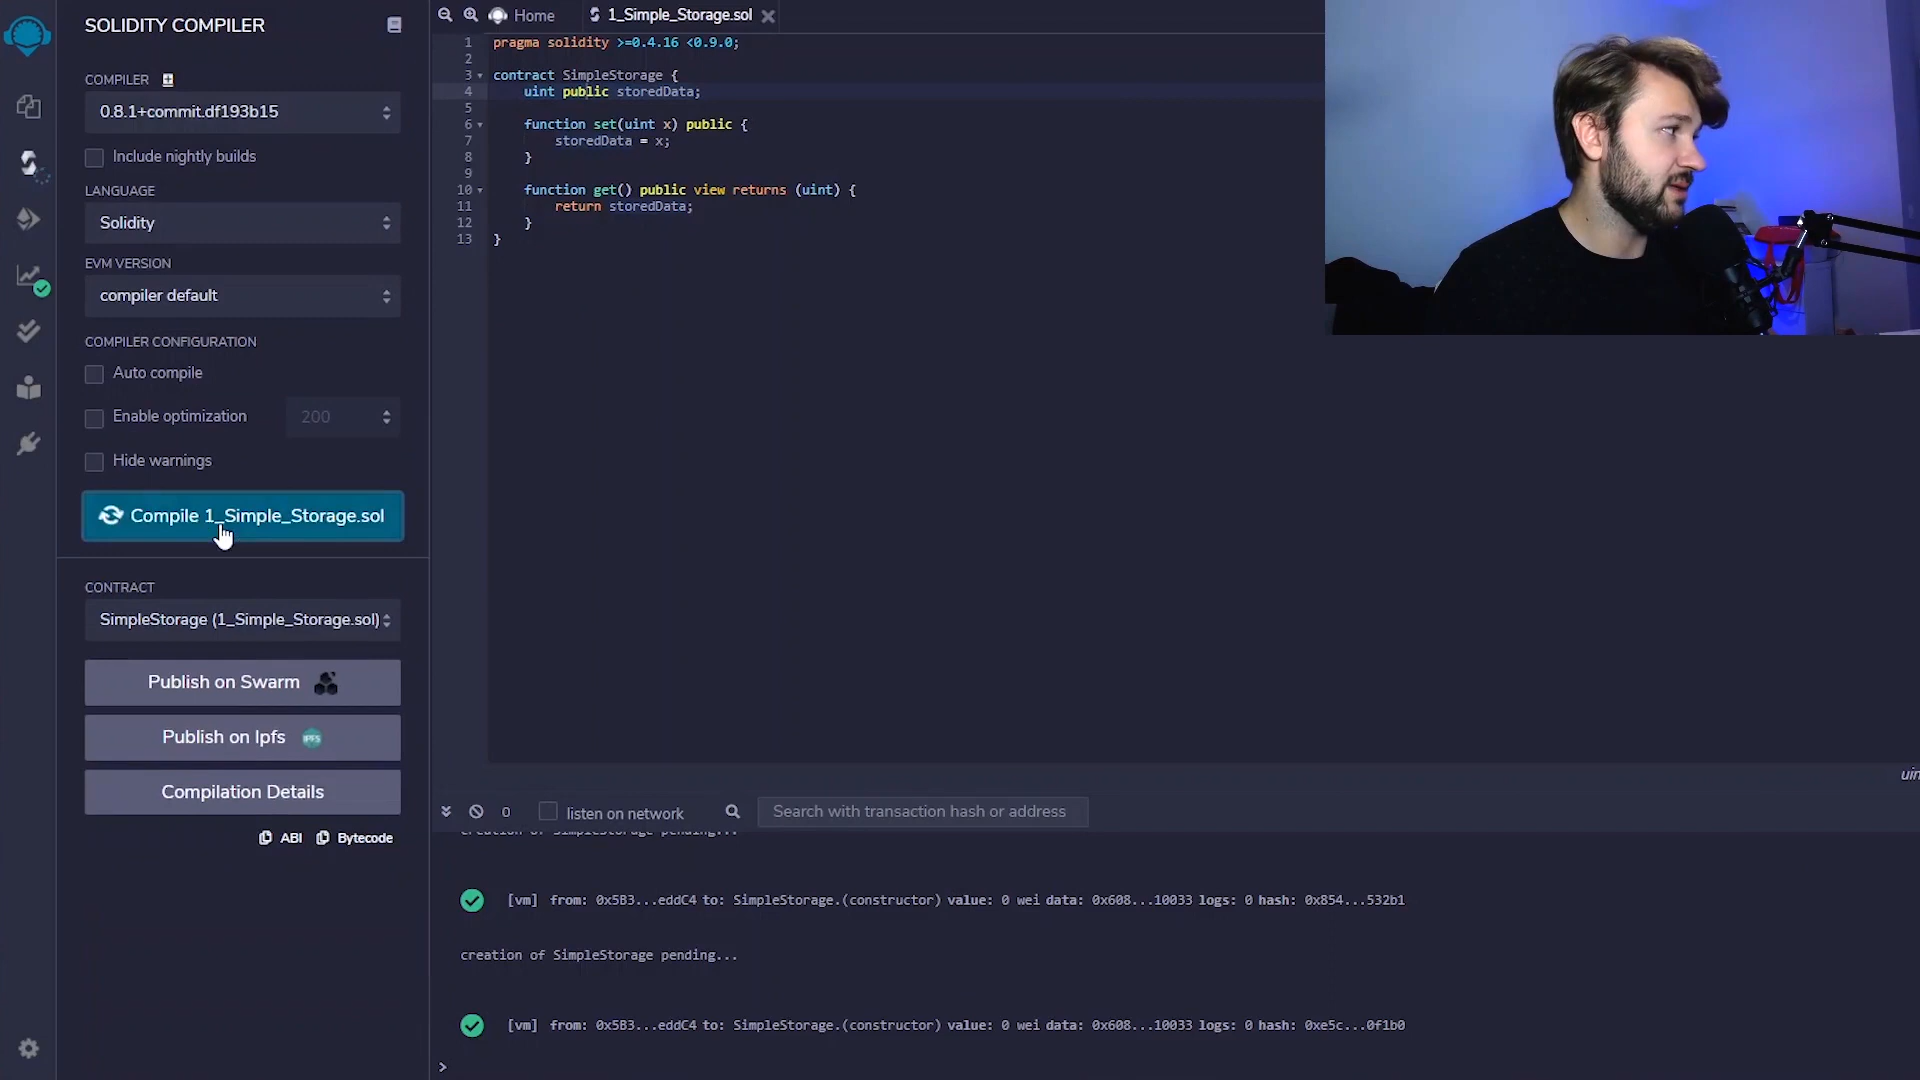 SOLIDITY COMPILER
COMPILER
0.8.1+commit.df193b15
Include nightly builds
LANGUAGE
Solidity
EVM VERSION
compiler default
COMPILER CONFIGURATION
Auto compile
Enable optimization 200
Hide warnings
Compile 1_Simple_Storage.sol
CONTRACT
SimpleStorage (1_Simple_Storage.sol)
Publish on Swarm
Publish on Ipfs IPFS
Compilation Details
ABI Bytecode
Home 1_Simple_Storage.sol
1 pragma solidity >=0.4.16 <0.9.0;
2
3 contract SimpleStorage {
4 uint public storedData;
5
6 function set(uint x) public {
7 storedData = x;
8 }
9
10 function get() public view returns (uint) {
11 return storedData;
12 }
13 }
0 listen on network Search with transaction hash or address
creation of SimpleStorage pending...
[vm] from: 0x5B3...eddC4 to: SimpleStorage.(constructor) value: 0 wei data: 0x608...10033 logs: 0 hash: 0x854...532b1
creation of SimpleStorage pending...
[vm] from: 0x5B3...eddC4 to: SimpleStorage.(constructor) value: 0 wei data: 0x608...10033 logs: 0 hash: 0xe5c...0f1b0
>